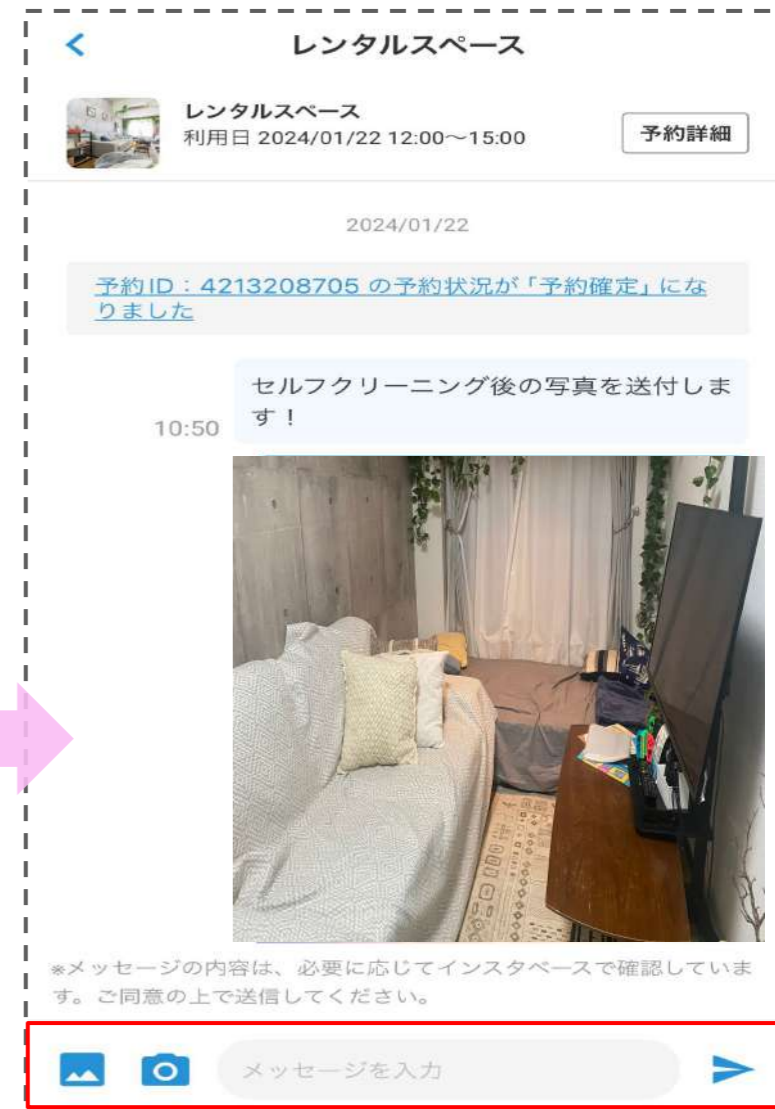 レンタルスペース
レンタルスペース
利用日 2024/01/22 12:00〜15:00
予約詳細
2024/01/22
予約ID：4213208705 の予約状況が「予約確定」にな
りました
セルフクリーニング後の写真を送付しま
す！
10:50
※メッセージの内容は、必要に応じてインスタベースで確認していま
す。ご同意の上で送信してください。
メッセージを入力